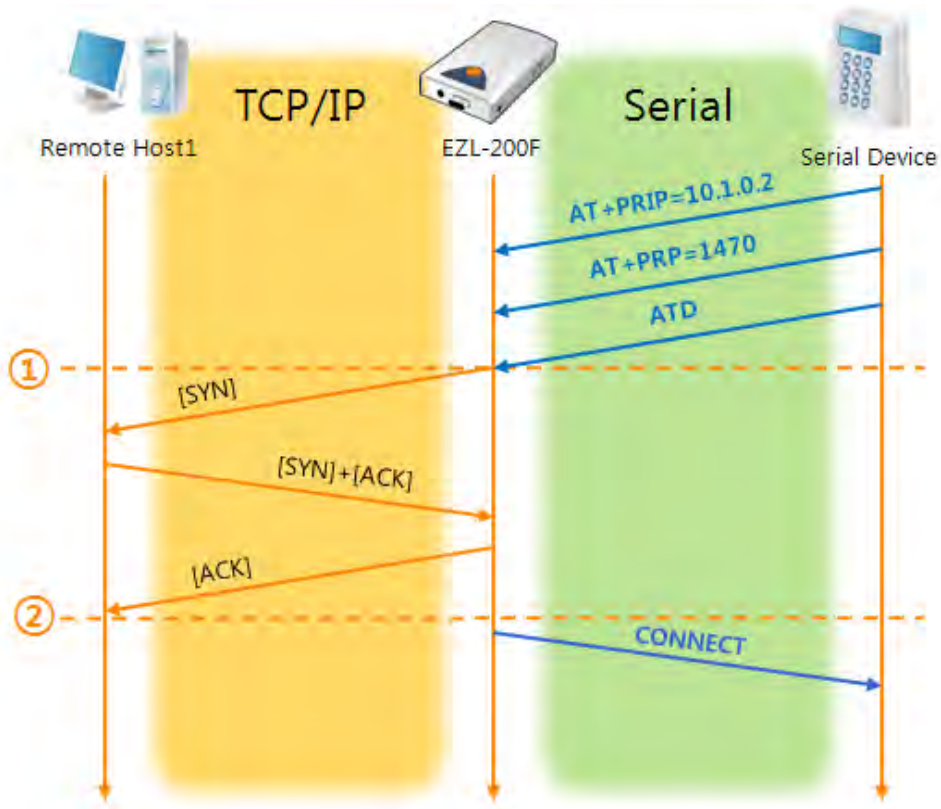 TCP/IP
Serial
Remote Host1
EZL-200F
Serial Device
AT+PRIP=10.1.0.2
AT+PRP=1470
ATD
①
[SYN]
[SYN]+[ACK]
[ACK]
②
CONNECT